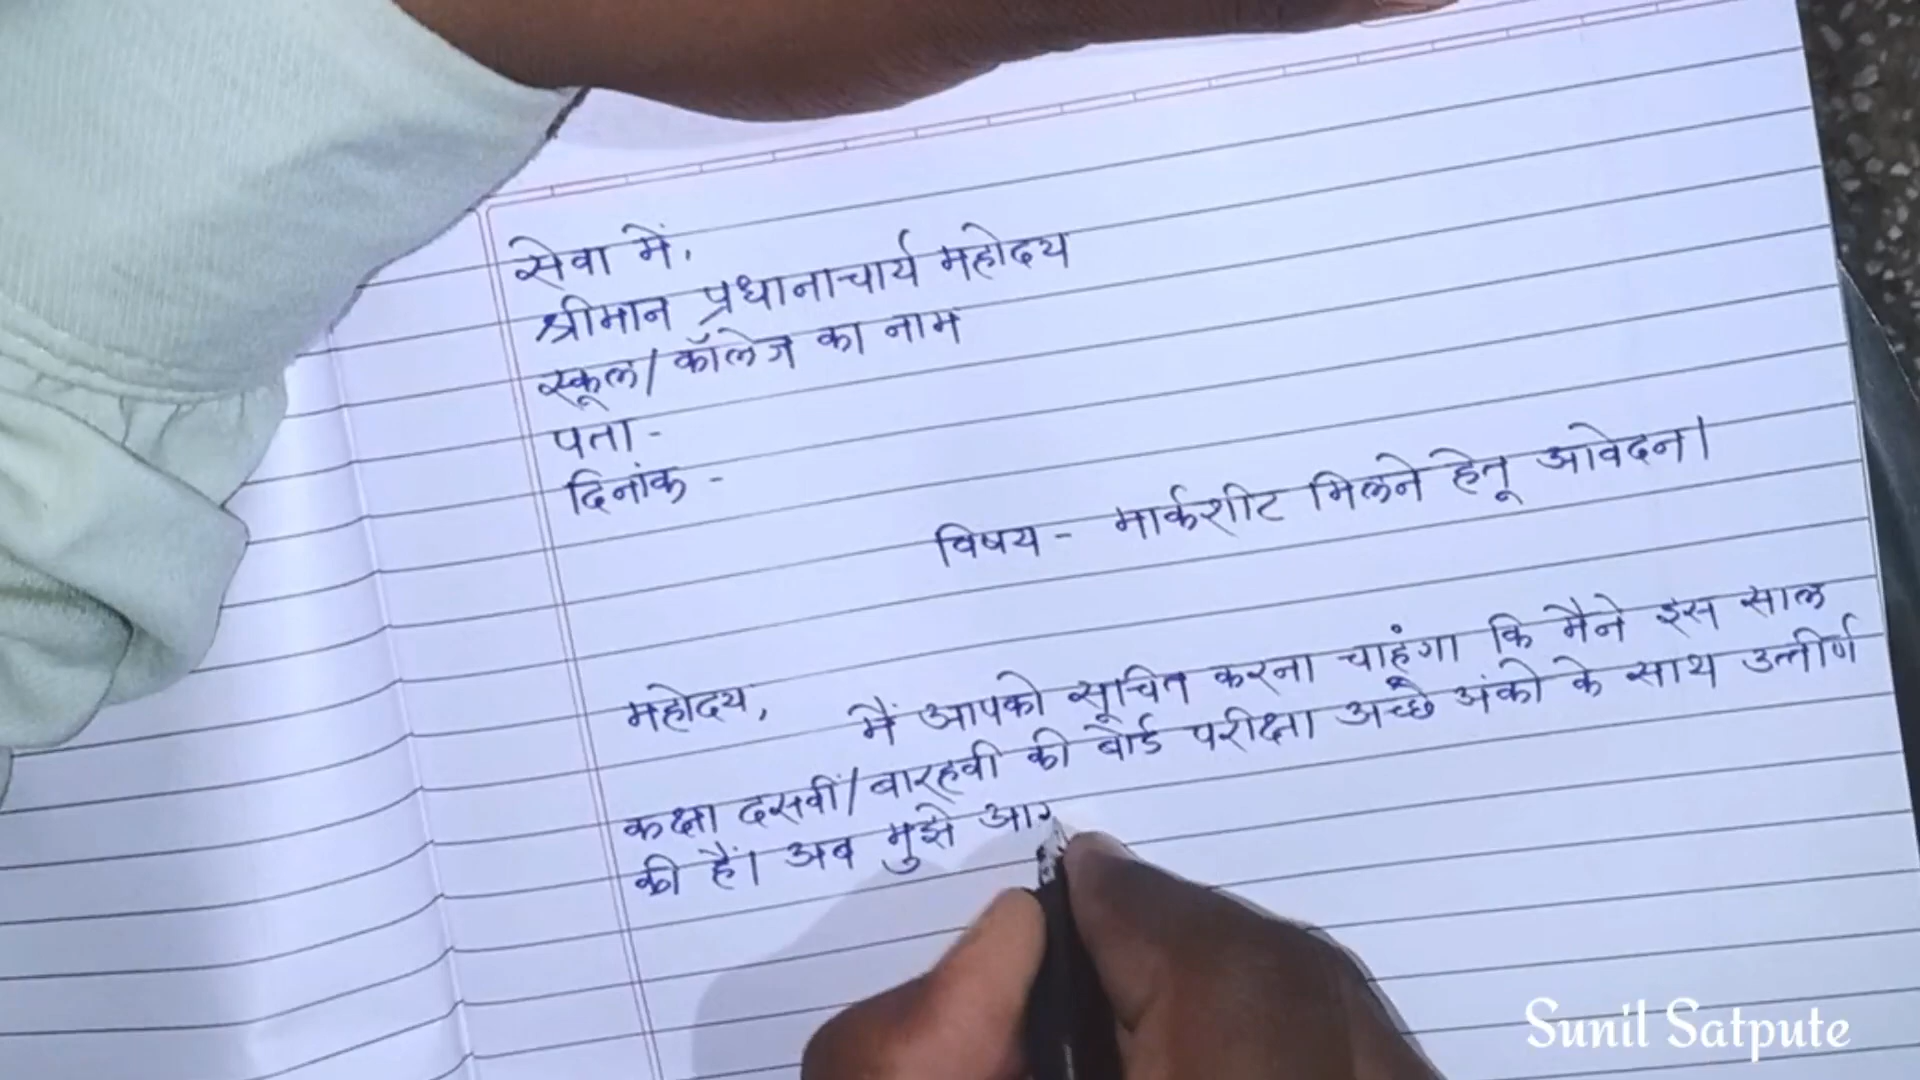 सेवा में,
श्रीमान प्रधानाचार्य महोदय
स्कूल/कॉलेज का नाम
पता -
दिनांक -
विषय - मार्कशीट मिलने हेतू आवेदन।
महोदय,
मैं आपको सूचित करना चाहूंगा कि मैने इस साल
कक्षा दसवीं/बारहवी की बोर्ड परीक्षा अच्छे अंको के साथ उत्तीर्ण
की हैं। अब मुझे
Sunil Satpute